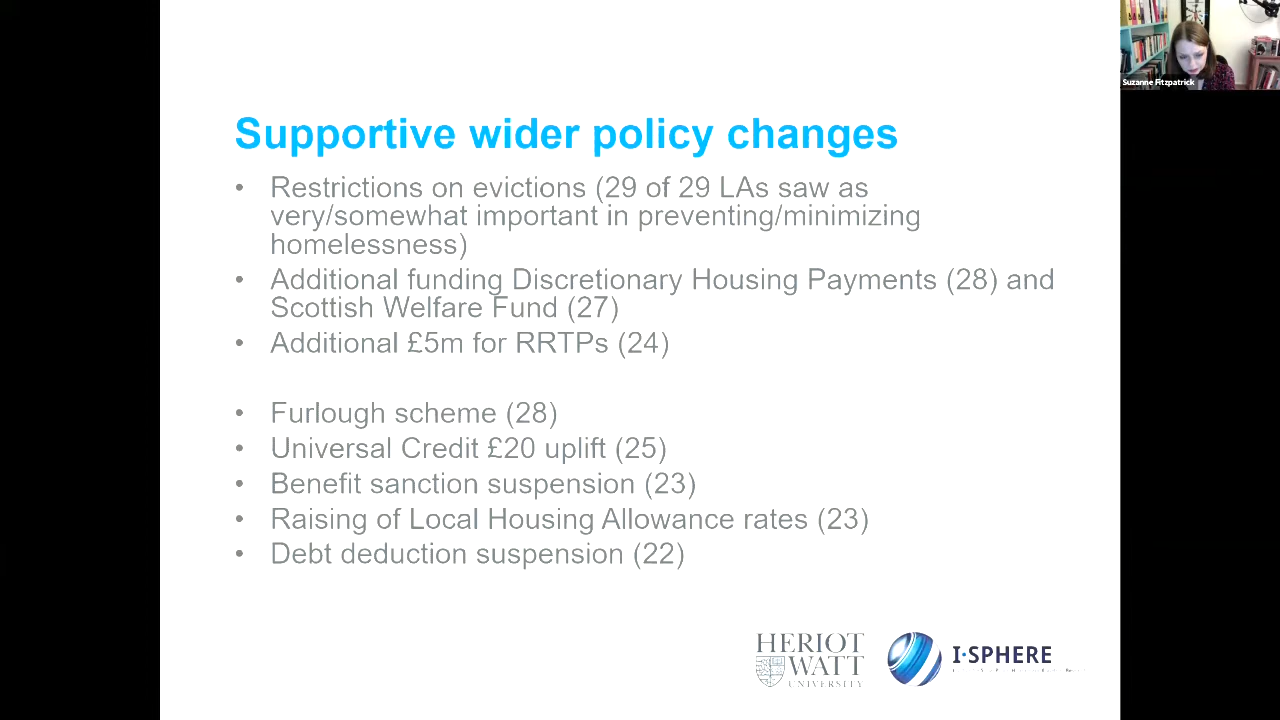 Suzanne Fitzpatrick
Supportive wider policy changes
• Restrictions on evictions (29 of 29 LAs saw as
very/somewhat important in preventing/minimizing
homelessness)
• Additional funding Discretionary Housing Payments (28) and
Scottish Welfare Fund (27)
• Additional £5m for RRTPs (24)
• Furlough scheme (28)
• Universal Credit £20 uplift (25)
• Benefit sanction suspension (23)
• Raising of Local Housing Allowance rates (23)
• Debt deduction suspension (22)
HERIOT
WATT
UNIVERSITY
I·SPHERE